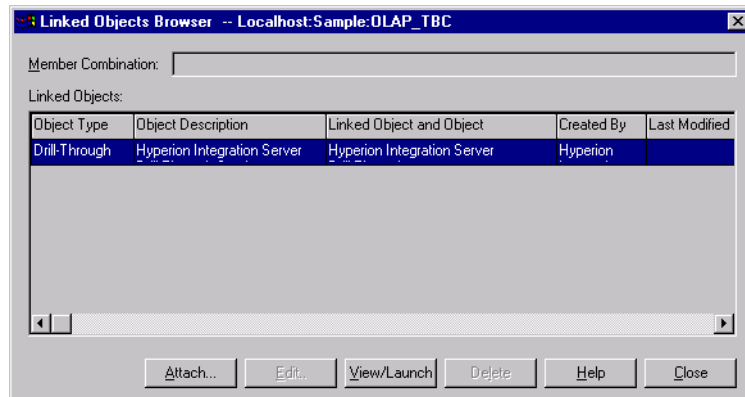 Linked Objects Browser -- Localhost:Sample:OLAP_TBC
Member Combination:
Linked Objects:
Object Type Object Description Linked Object and Object Created By Last Modified
Drill-Through Hyperion Integration Server Hyperion Integration Server Hyperion
Attach... Edit.. View/Launch Delete Help Close